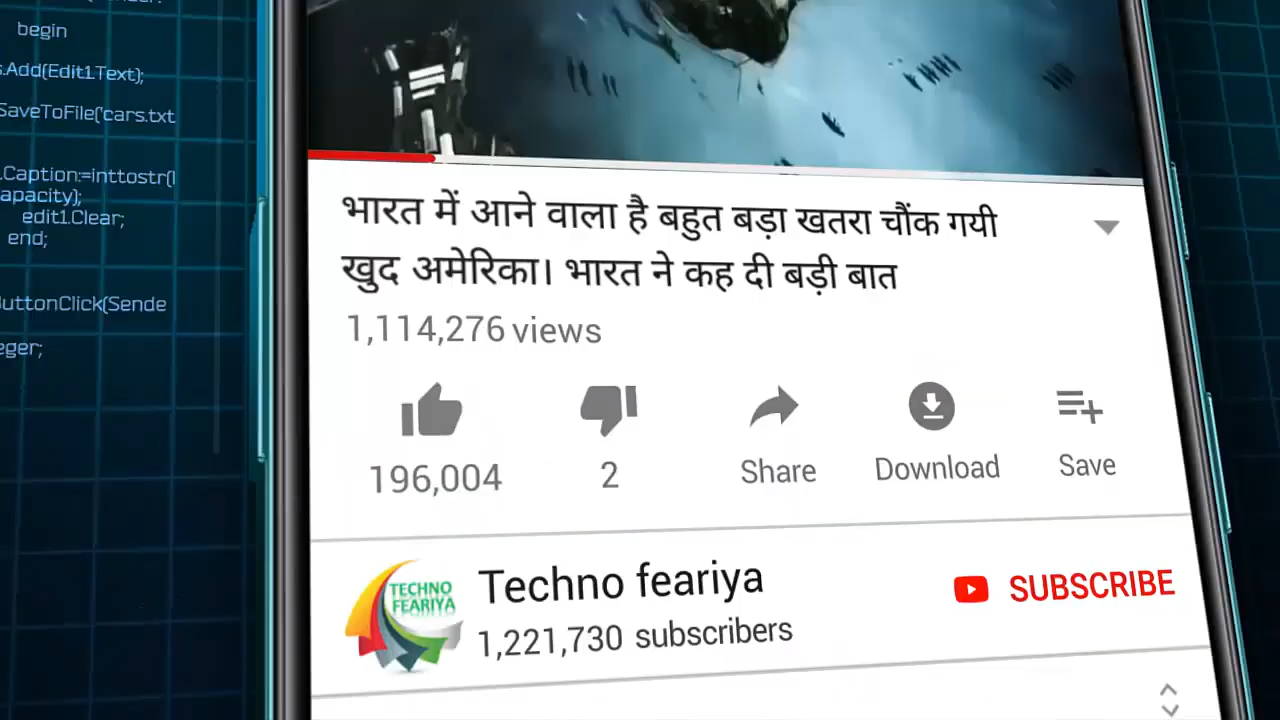 begin
s.Add(Edit1.Text);
SaveToFile('cars.txt
.Caption:=inttostr(
apacity);
edit1.Clear;
end;
ButtonClick(Sende
eger;
भारत में आने वाला है बहुत बड़ा खतरा चौंक गयी
खुद अमेरिका। भारत ने कह दी बड़ी बात
1,114,276 views
196,004
2
Share
Download
Save
TECHNO
FEARIYA
Techno feariya
1,221,730 subscribers
SUBSCRIBE